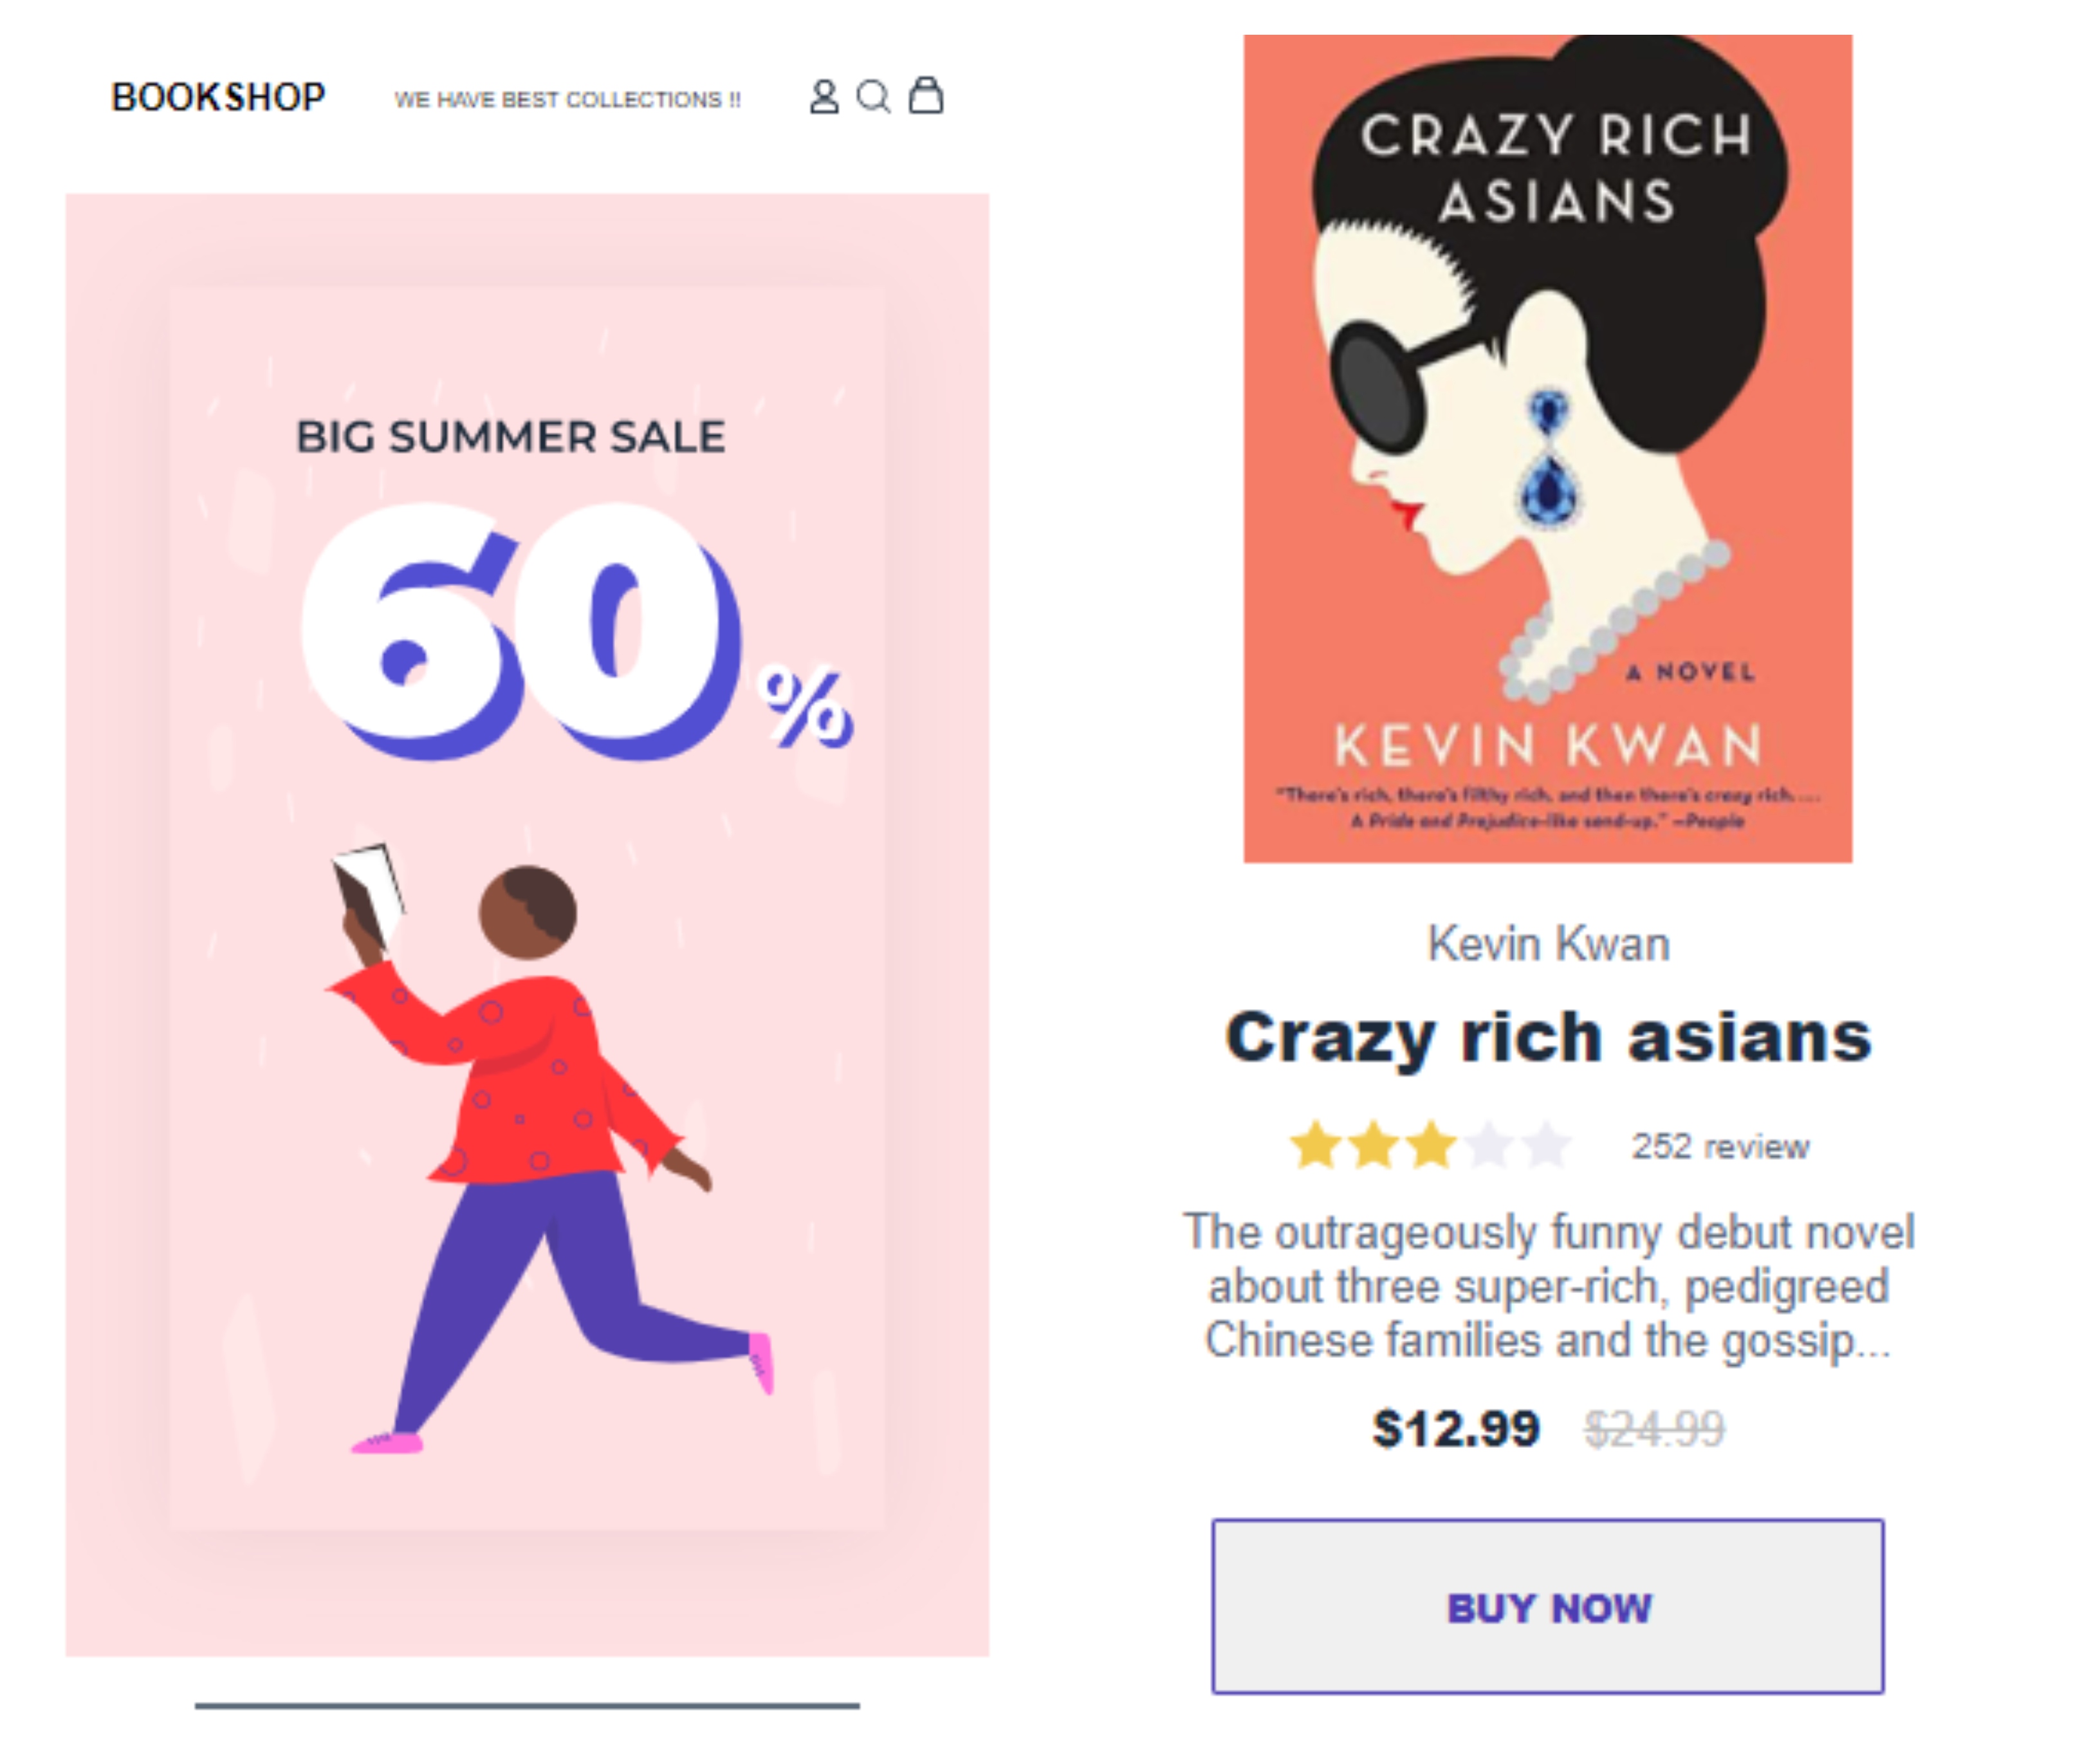 BOOKSHOP
WE HAVE BEST COLLECTIONS !!
BIG SUMMER SALE
60%
CRAZY RICH
ASIANS
A NOVEL
KEVIN KWAN
"There's rich, there's filthy rich, and then there's crazy rich....
A Pride and Prejudice-like send-up." —People
Kevin Kwan
Crazy rich asians
252 review
The outrageously funny debut novel
about three super-rich, pedigreed
Chinese families and the gossip...
$12.99 $24.99
BUY NOW